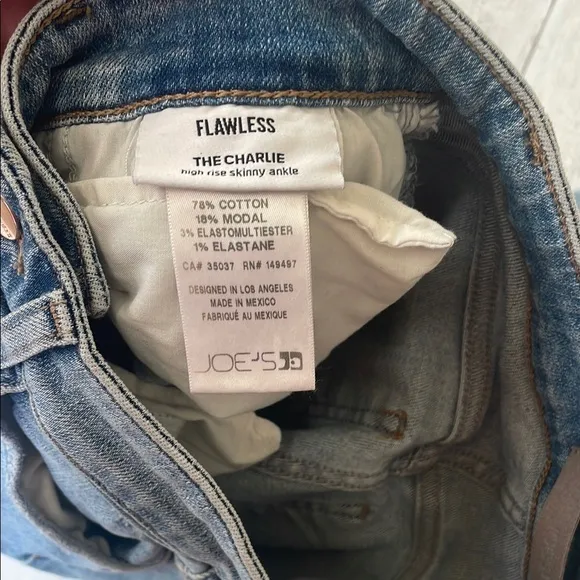 FLAWLESS
THE CHARLIE
high rise skinny ankle
78% COTTON
18% MODAL
3% ELASTOMULTIESTER
1% ELASTANE
CA# 35037 RN# 149497
DESIGNED IN LOS ANGELES
MADE IN MEXICO
FABRIQUÉ AU MEXIQUE
JOE'S